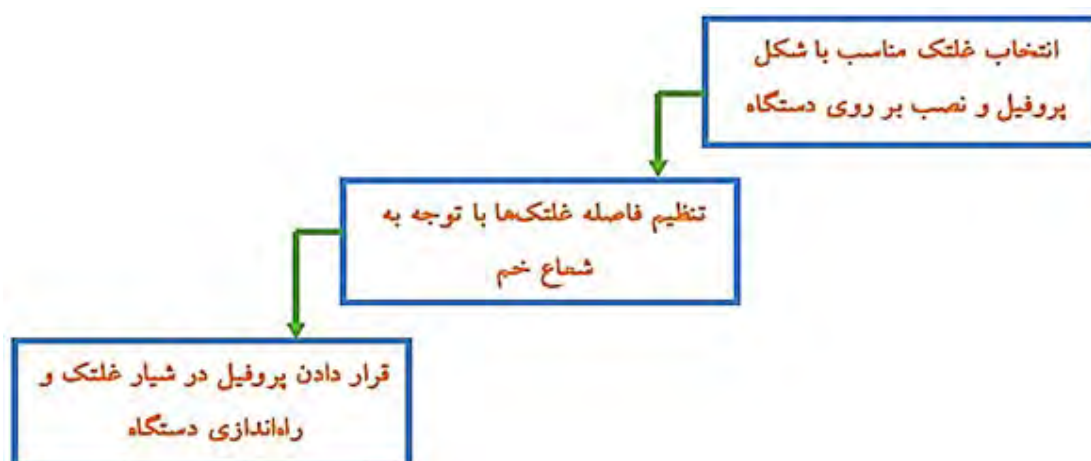 انتخاب غلتک مناسب با شکل
پروفیل و نصب بر روی دستگاه
تنظیم فاصله غلتک‌ها با توجه به
شعاع خم
قرار دادن پروفیل در شیار غلتک و
راه‌اندازی دستگاه